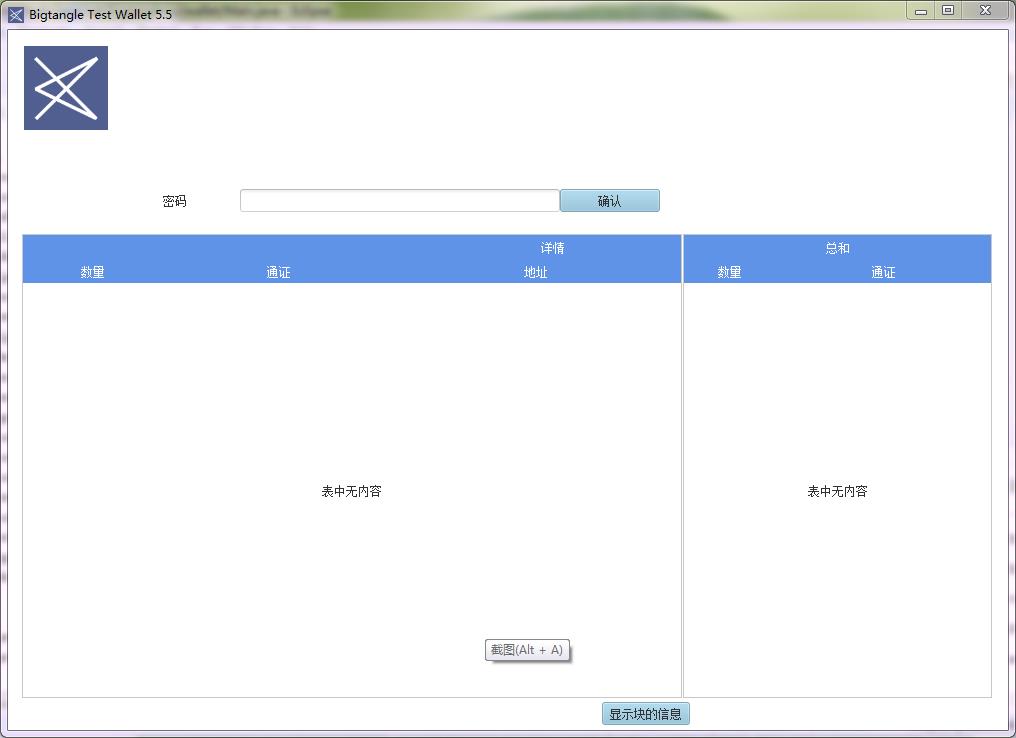 Bigtangle Test Wallet 5.5
密码
确认
详情
数量 通证 地址
总和
数量 通证
表中无内容
表中无内容
截图(Alt + A)
显示块的信息